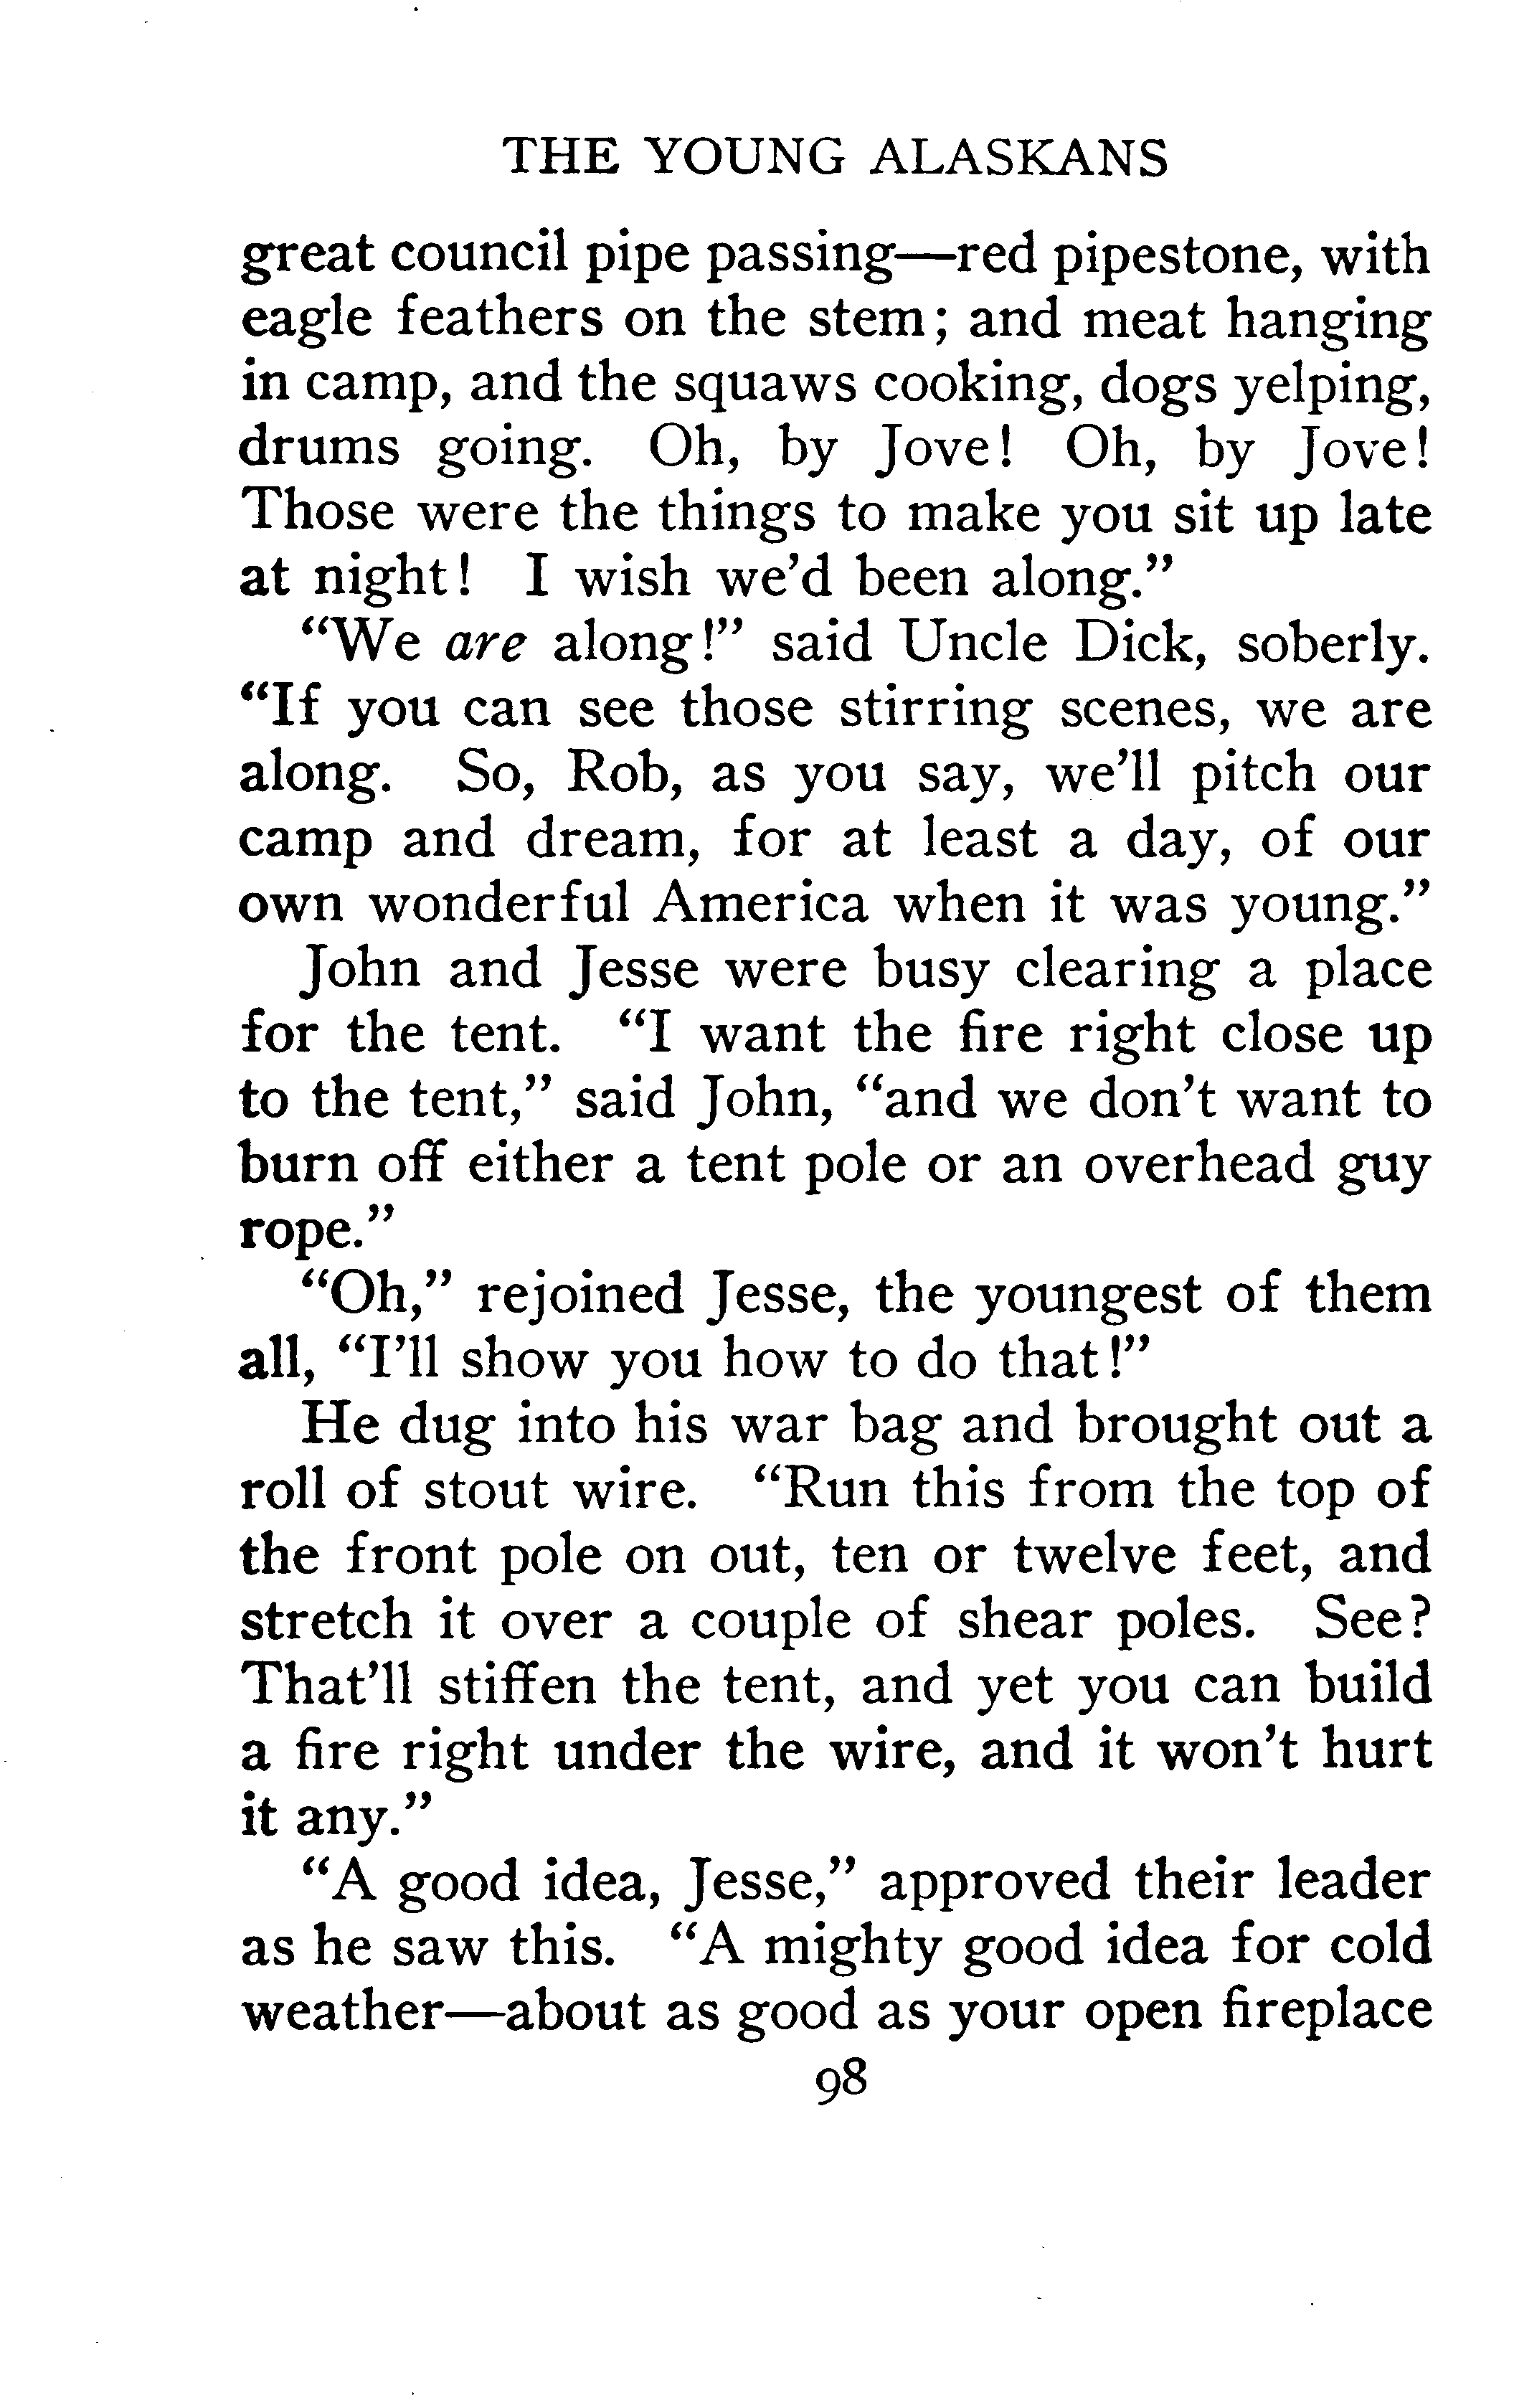 THE YOUNG ALASKANS
great council pipe passing—red pipestone, with
eagle feathers on the stem; and meat hanging
in camp, and the squaws cooking, dogs yelping,
drums going. Oh, by Jove! Oh, by Jove!
Those were the things to make you sit up late
at night! I wish we'd been along."
"We are along!" said Uncle Dick, soberly.
"If you can see those stirring scenes, we are
along. So, Rob, as you say, we'll pitch our
camp and dream, for at least a day, of our
own wonderful America when it was young."
John and Jesse were busy clearing a place
for the tent. "I want the fire right close up
to the tent," said John, "and we don't want to
burn off either a tent pole or an overhead guy
rope."
"Oh," rejoined Jesse, the youngest of them
all, "I'll show you how to do that!"
He dug into his war bag and brought out a
roll of stout wire. "Run this from the top of
the front pole on out, ten or twelve feet, and
stretch it over a couple of shear poles. See?
That'll stiffen the tent, and yet you can build
a fire right under the wire, and it won't hurt
it any."
"A good idea, Jesse," approved their leader
as he saw this. "A mighty good idea for cold
weather—about as good as your open fireplace
98